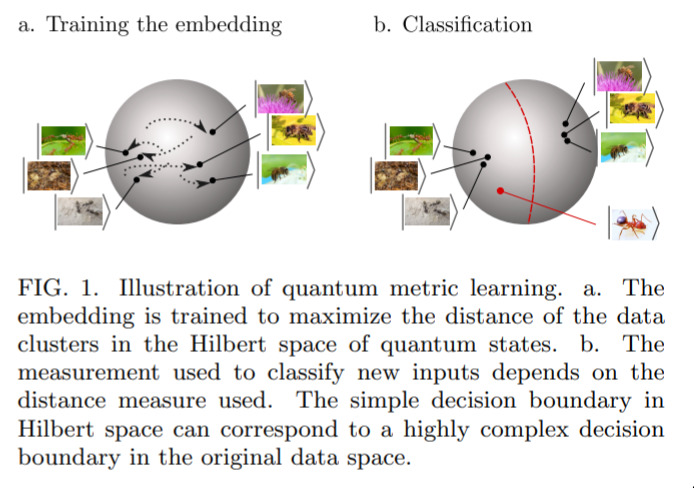 a. Training the embedding
b. Classification
FIG. 1. Illustration of quantum metric learning. a. The
embedding is trained to maximize the distance of the data
clusters in the Hilbert space of quantum states. b. The
measurement used to classify new inputs depends on the
distance measure used. The simple decision boundary in
Hilbert space can correspond to a highly complex decision
boundary in the original data space.